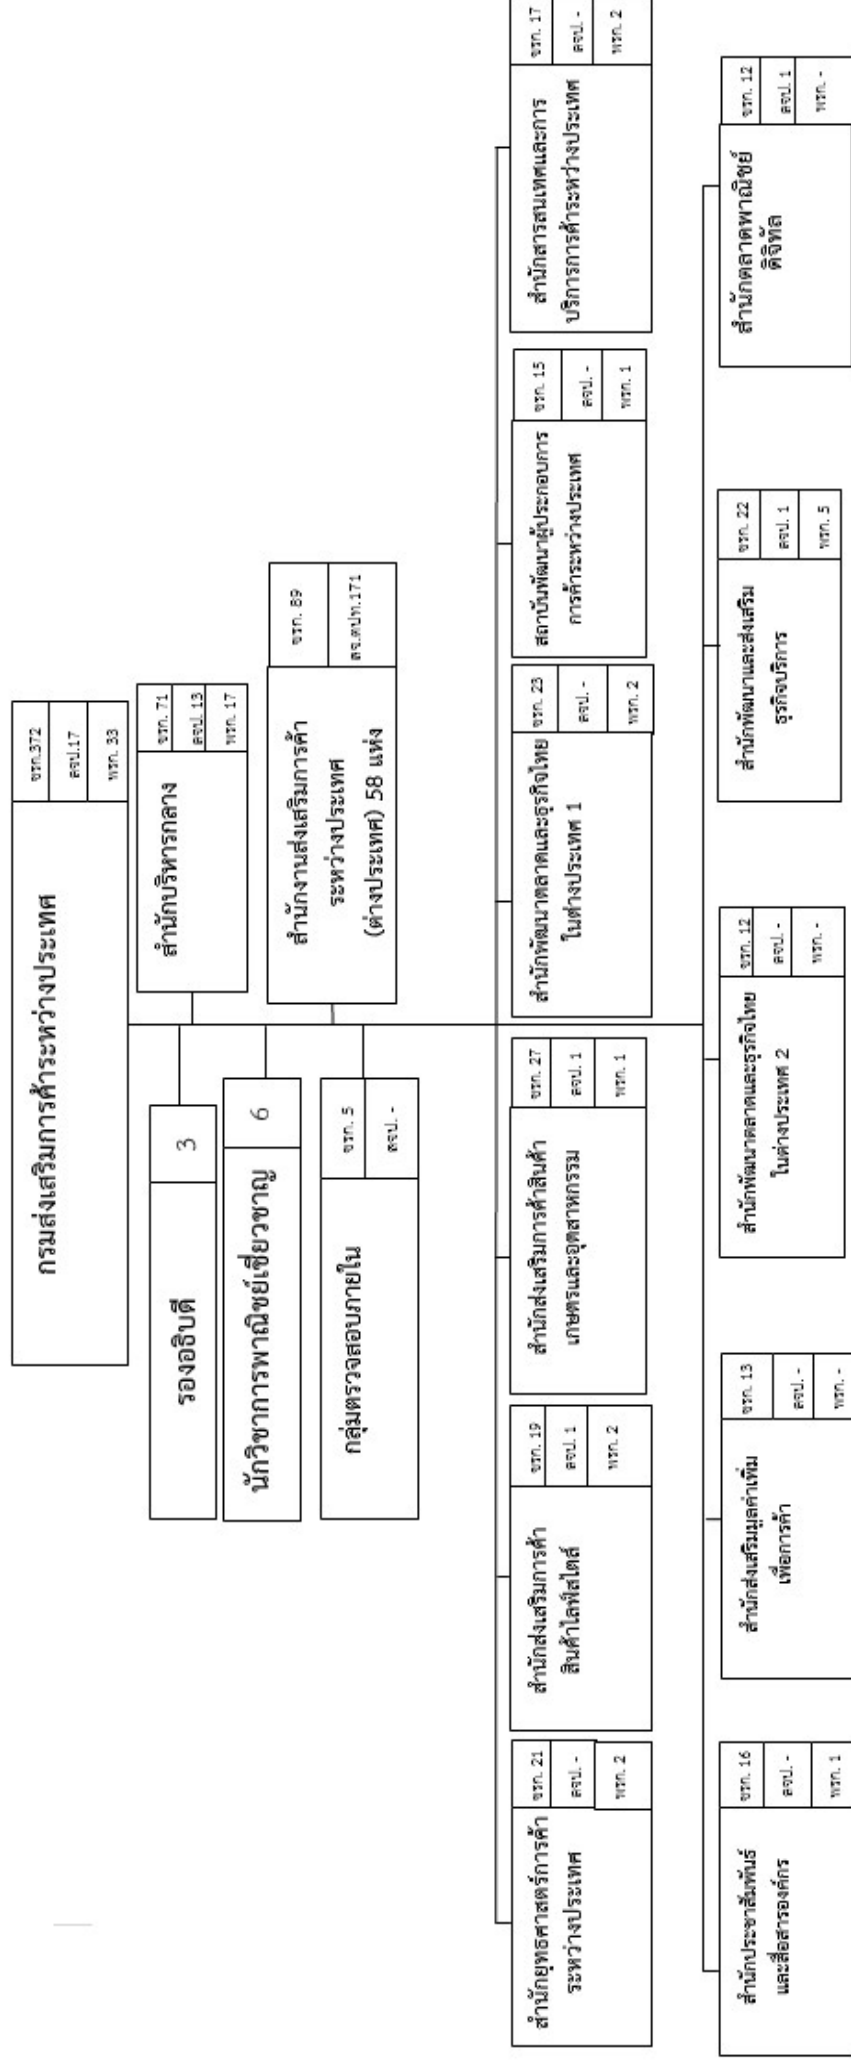 กรมส่งเสริมการค้าระหว่างประเทศ
ขรก.372
ลจป.17
พรก. 33
สำนักบริหารกลาง
ขรก. 71
ลจป. 13
พรก. 17
รองอธิบดี
3
นักวิชาการพาณิชย์เชี่ยวชาญ
6
สำนักงานส่งเสริมการค้า
ระหว่างประเทศ
(ต่างประเทศ) 58 แห่ง
ขรก. 89
ลจ.ตปท.171
กลุ่มตรวจสอบภายใน
ขรก. 5
ลจป. -
สำนักยุทธศาสตร์การค้า
ระหว่างประเทศ
ขรก. 21
ลจป. -
พรก. 2
สำนักส่งเสริมการค้า
สินค้าไลฟ์สไตล์
ขรก. 19
ลจป. 1
พรก. 2
สำนักส่งเสริมการค้าสินค้า
เกษตรและอุตสาหกรรม
ขรก. 27
ลจป. 1
พรก. 1
สำนักพัฒนาตลาดและธุรกิจไทย
ในต่างประเทศ 1
ขรก. 23
ลจป. -
พรก. 2
สถาบันพัฒนาผู้ประกอบการ
การค้าระหว่างประเทศ
ขรก. 15
ลจป. -
พรก. 1
สำนักสารสนเทศและการ
บริการการค้าระหว่างประเทศ
ขรก. 17
ลจป. -
พรก. 2
สำนักประชาสัมพันธ์
และสื่อสารองค์กร
ขรก. 16
ลจป. -
พรก. 1
สำนักส่งเสริมมูลค่าเพิ่ม
เพื่อการค้า
ขรก. 13
ลจป. -
พรก. -
สำนักพัฒนาตลาดและธุรกิจไทย
ในต่างประเทศ 2
ขรก. 12
ลจป. -
พรก. -
สำนักพัฒนาและส่งเสริม
ธุรกิจบริการ
ขรก. 22
ลจป. 1
พรก. 5
สำนักตลาดพาณิชย์
ดิจิทัล
ขรก. 12
ลจป. 1
พรก. -